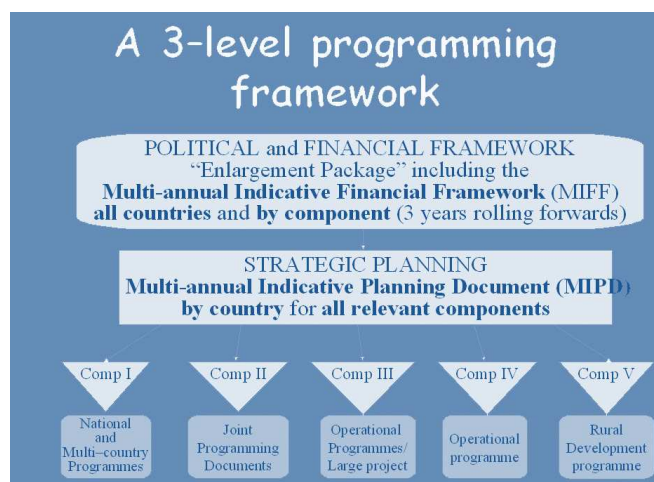 A 3-level programming
framework
POLITICAL and FINANCIAL FRAMEWORK
“Enlargement Package” including the
Multi-annual Indicative Financial Framework (MIFF)
all countries and by component (3 years rolling forwards)
STRATEGIC PLANNING
Multi-annual Indicative Planning Document (MIPD)
by country for all relevant components
Comp I
Comp II
Comp III
Comp IV
Comp V
National
and
Multi–country
Programmes
Joint
Programming
Documents
Operational
Programmes/
Large project
Operational
programme
Rural
Development
programme